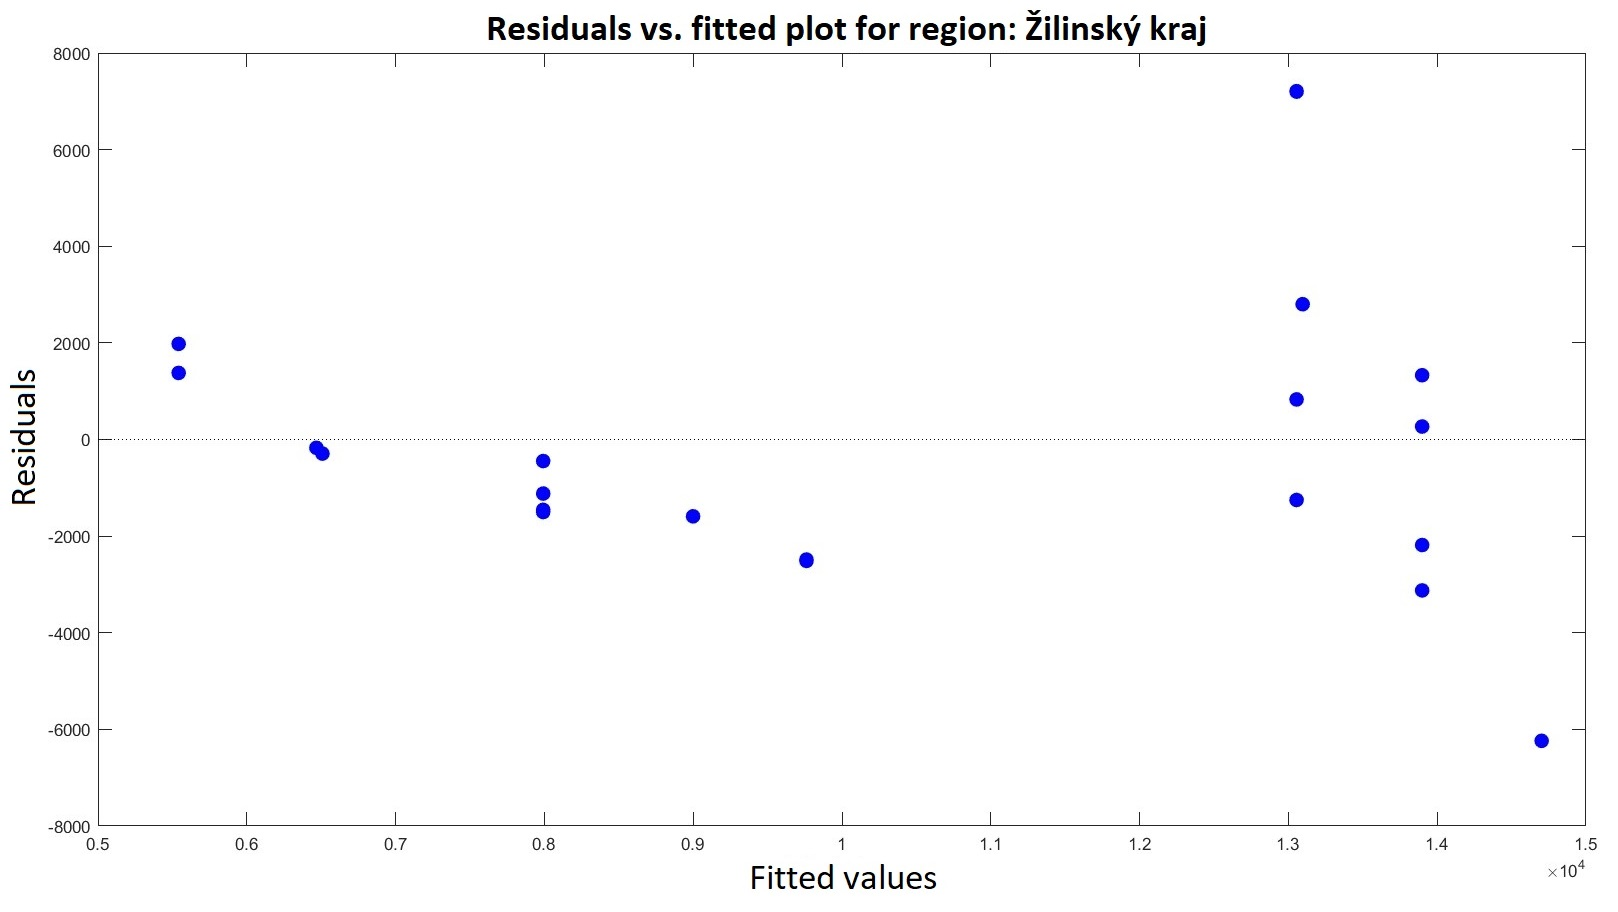 Residuals vs. fitted plot for region: Žilinský kraj
8000
6000
4000
2000
0
-2000
-4000
-6000
-8000
Residuals
0.5 0.6 0.7 0.8 0.9 1 1.1 1.2 1.3 1.4 1.5
×10⁴
Fitted values